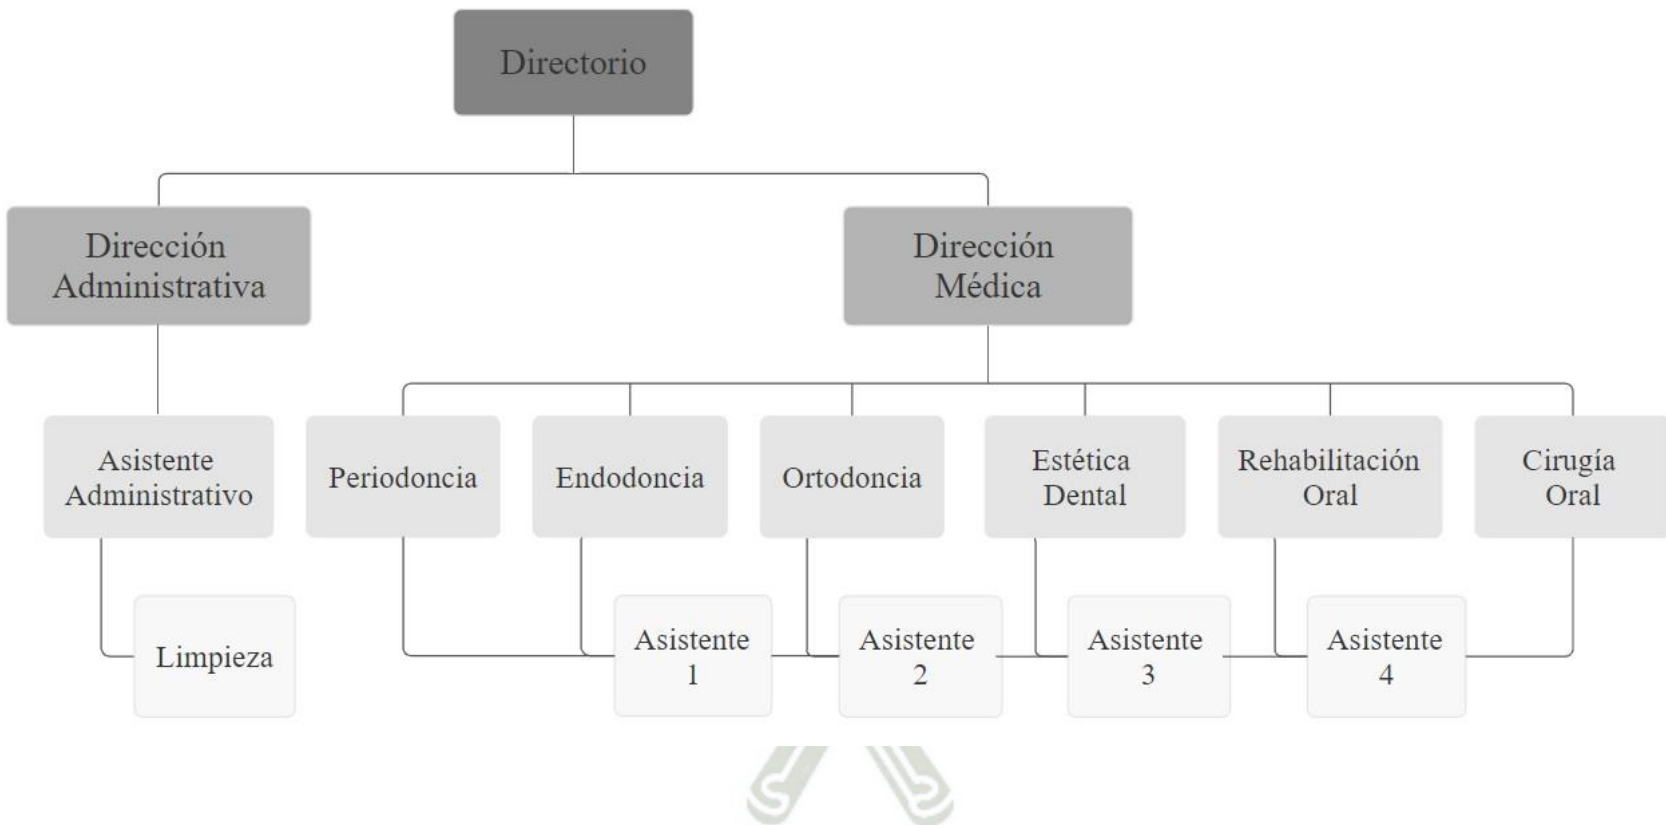 Directorio
Dirección
Administrativa
Dirección
Médica
Asistente
Administrativo
Periodoncia
Endodoncia
Ortodoncia
Estética
Dental
Rehabilitación
Oral
Cirugía
Oral
Limpieza
Asistente
1
Asistente
2
Asistente
3
Asistente
4